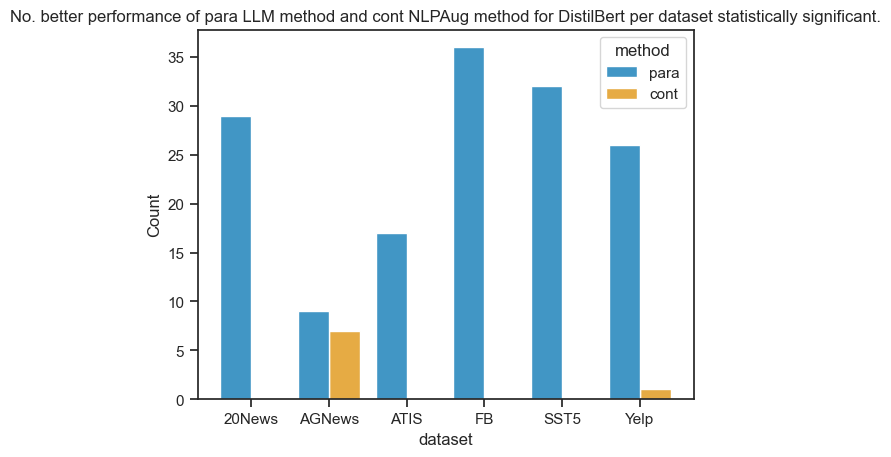 No. better performance of para LLM method and cont NLPAug method for DistilBert per dataset statistically significant.
method
para
cont
35
30
25
20
15
10
5
0
Count
20News AGNews ATIS FB SST5 Yelp
dataset